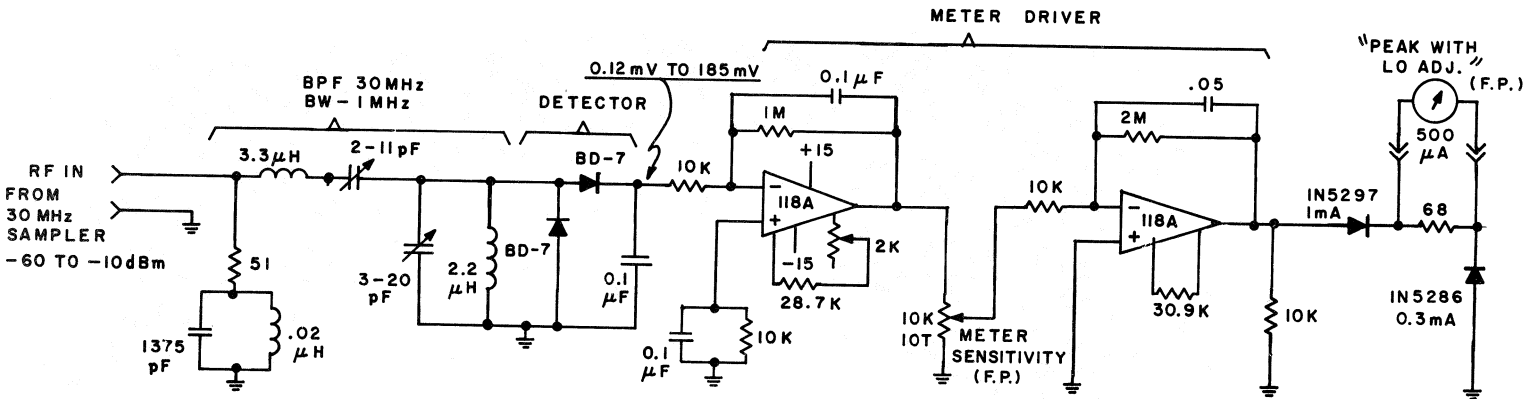 METER DRIVER
"PEAK WITH
LO ADJ."
(F.P.)
0.12mV TO 185mV
0.1 μF
.05
BPF 30MHz
BW-1MHz
DETECTOR
1M
2M
500
μA
3.3μH
2-11pF
BD-7
10K
+15
RF IN
FROM
30 MHz
SAMPLER
-60 TO -10dBm
-
118A
+
10K
-
118A
+
1N5297
1mA
68
51
3-20
pF
2.2
μH
BD-7
0.1
μF
-15
2K
28.7K
30.9K
1N5286
0.3mA
1375
pF
.02
μH
0.1
μF
10K
10K
10T
METER
SENSITIVITY
(F.P.)
10K